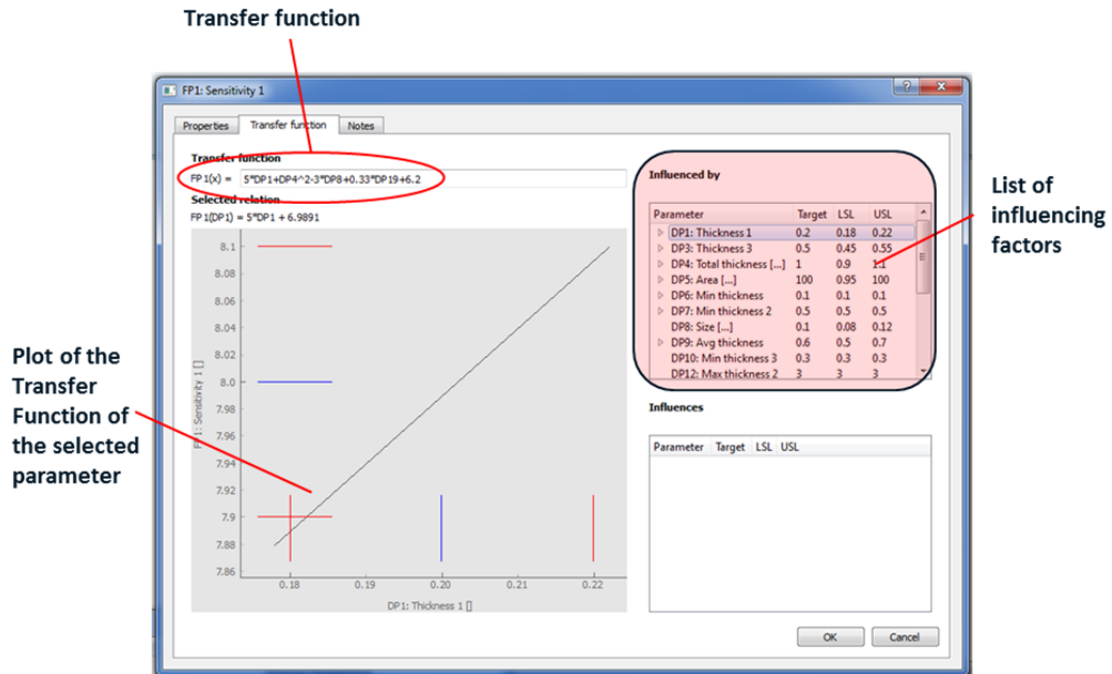 Transfer function
FP1: Sensitivity 1
Properties
Transfer function
Notes
Transfer function
FP1(x) = 5*DP1+DP4^2-3*DP8+0.33*DP19+6.2
Selected relation
FP1(DP1) = 5*DP1 + 6.9891
8.1
8.08
8.06
8.04
8.02
8.0
7.98
7.96
7.94
7.92
7.9
7.88
7.86
FP1: Sensitivity 1 []
0.18 0.19 0.20 0.21 0.22
DP1: Thickness 1 []
Influenced by
Parameter Target LSL USL
DP1: Thickness 1 0.2 0.18 0.22
DP3: Thickness 3 0.5 0.45 0.55
DP4: Total thickness [...] 1 0.9 1.1
DP5: Area [...] 100 0.95 100
DP6: Min thickness 0.1 0.1 0.1
DP7: Min thickness 2 0.5 0.5 0.5
DP8: Size [...] 0.1 0.08 0.12
DP9: Avg thickness 0.6 0.5 0.7
DP10: Min thickness 3 0.3 0.3 0.3
DP12: Max thickness 2 3 3 3
Influences
Parameter Target LSL USL
OK
Cancel
List of
influencing
factors
Plot of the
Transfer
Function of
the selected
parameter